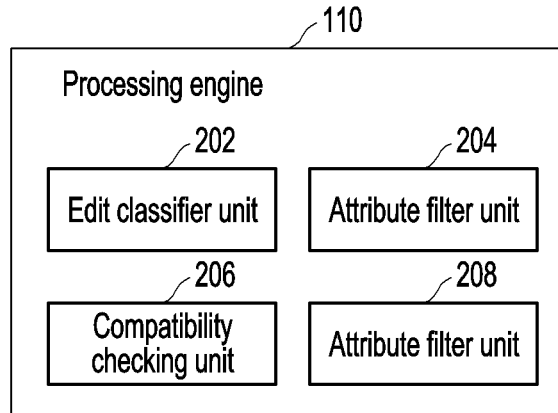 110
Processing engine
202
204
Edit classifier unit
Attribute filter unit
206
208
Compatibility
checking unit
Attribute filter unit